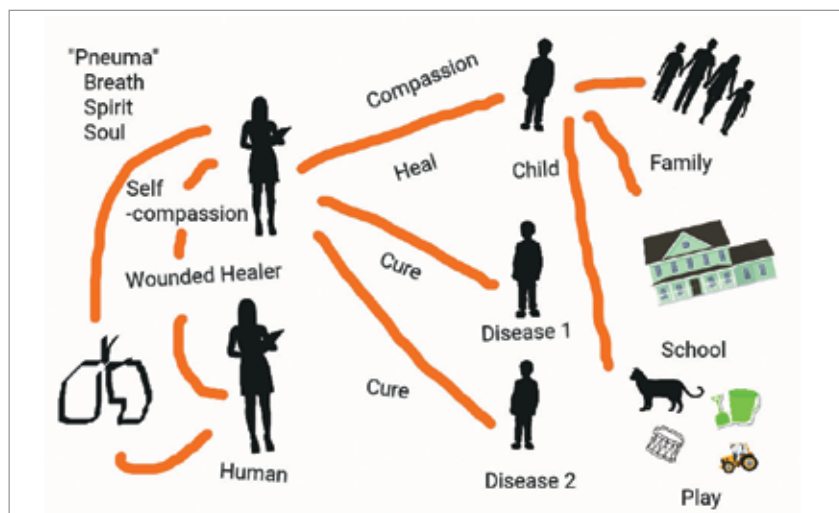 "Pneuma"
Breath
Spirit
Soul
Compassion
Heal
Child
Family
Self
-compassion
Cure
Wounded Healer
Disease 1
School
Cure
Human
Disease 2
Play